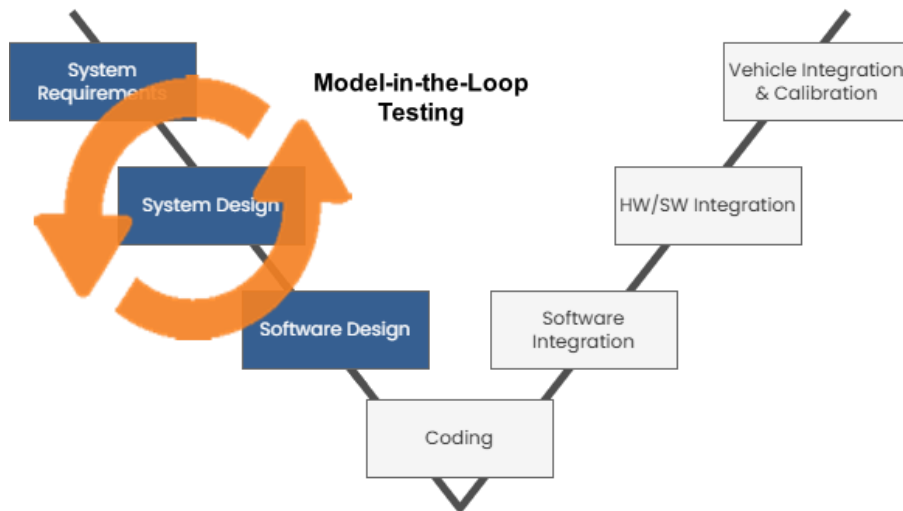 System
Requirements
Model-in-the-Loop
Testing
Vehicle Integration
& Calibration
System Design
HW/SW Integration
Software Design
Software
Integration
Coding